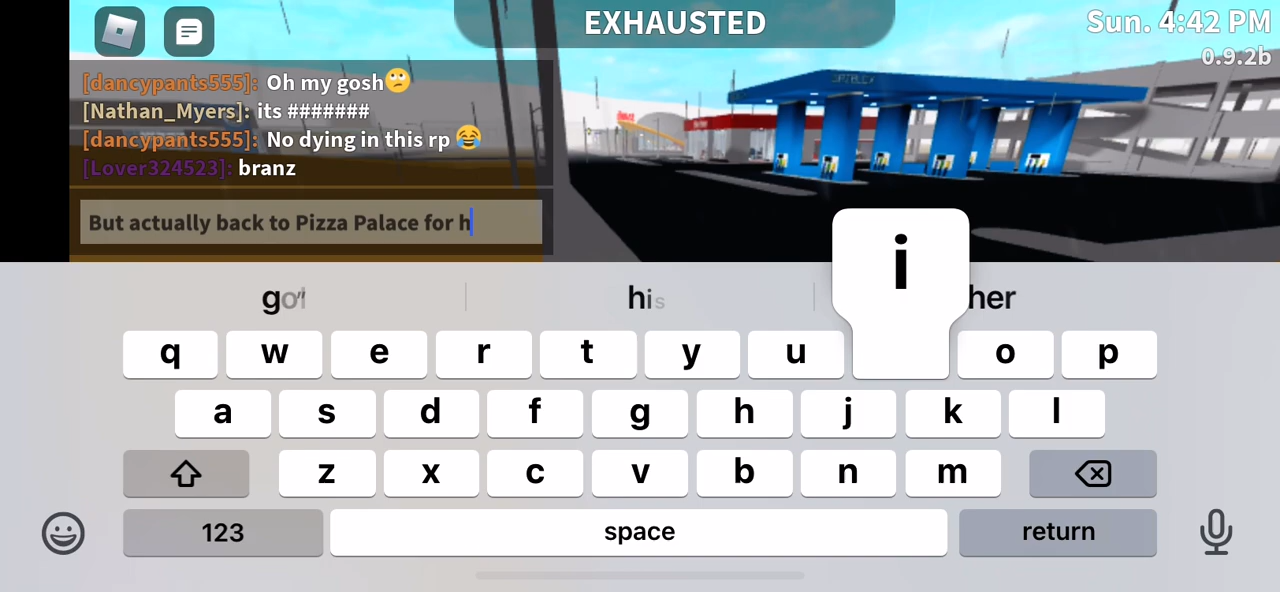 EXHAUSTED
Sun. 4:42 PM
0.9.2b
[dancypants555]: Oh my gosh🙄
[Nathan_Myers]: its #######
[dancypants555]: No dying in this rp 😂
[Lover324523]: branz
But actually back to Pizza Palace for h
his
her
i
q w e r t y u o p
a s d f g h j k l
z x c v b n m
123 space return